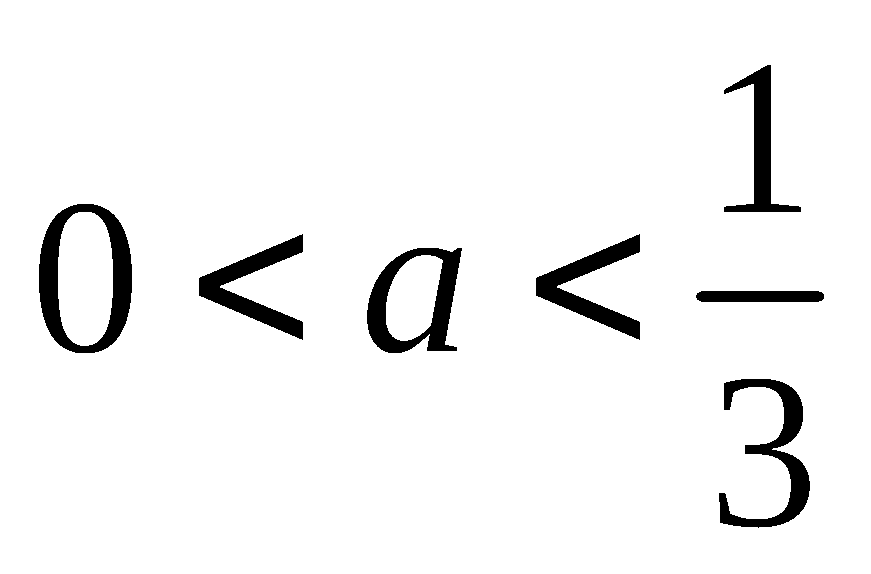 0 < a < 1/3